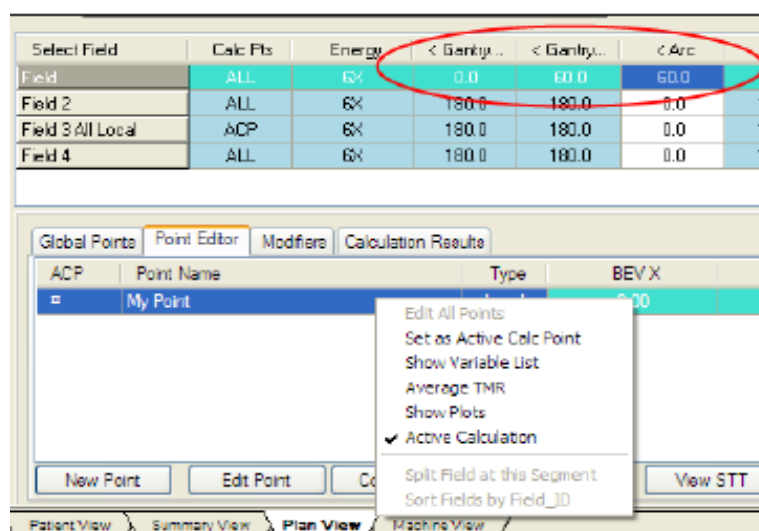 Select Field Calc Pts Energy < Gantry... < Gantry... < Arc
Field ALL 6X 0.0 60.0 60.0
Field 2 ALL 6X 180.0 180.0 0.0
Field 3 All Local ACP 6X 180.0 180.0 0.0
Field 4 ALL 6X 180.0 180.0 0.0
Global Points Point Editor Modifiers Calculation Results
ACP Point Name Type BEV X
My Point 0.00
Edit All Points
Set as Active Calc Point
Show Variable List
Average TMR
Show Plots
Active Calculation
Split Field at this Segment
Sort Fields by Field_ID
New Point Edit Point Co View STT
Patient View Summary View Plan View Machine View